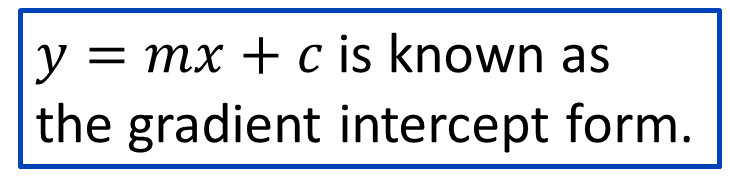 y = mx + c is known as
the gradient intercept form.